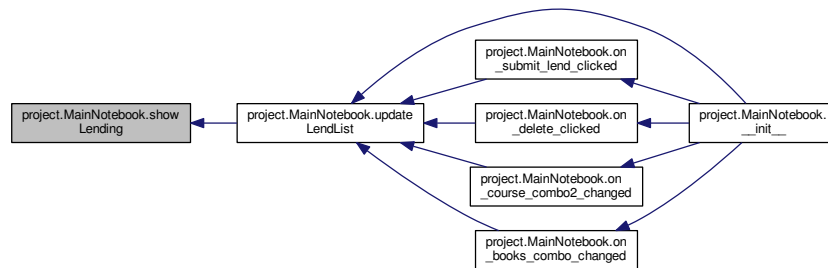 project.MainNotebook.show
Lending
project.MainNotebook.update
LendList
project.MainNotebook.on
_submit_lend_clicked
project.MainNotebook.on
_delete_clicked
project.MainNotebook.on
_course_combo2_changed
project.MainNotebook.on
_books_combo_changed
project.MainNotebook.
__init__